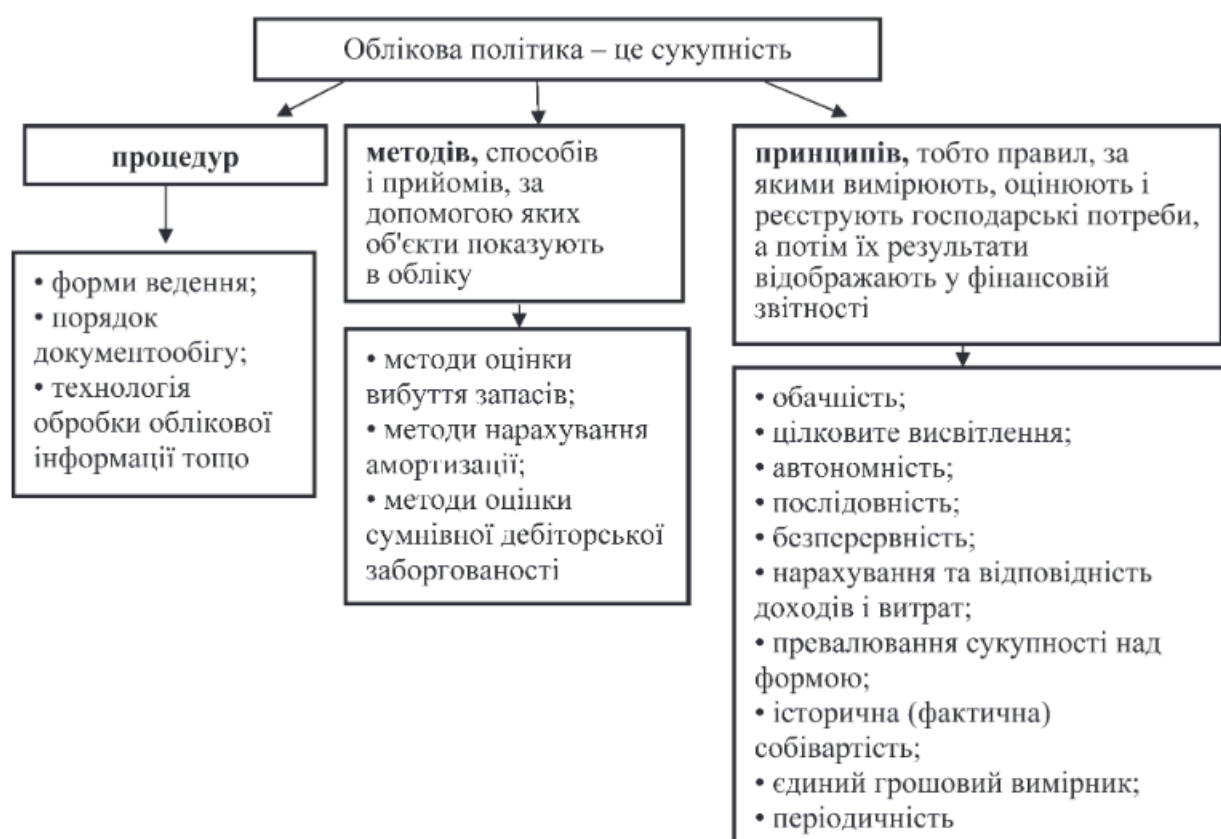 Облікова політика – це сукупність
процедур
• форми ведення;
• порядок
документообігу;
• технологія
обробки облікової
інформації тощо
методів, способів
і прийомів, за
допомогою яких
об'єкти показують
в обліку
• методи оцінки
вибуття запасів;
• методи нарахування
амортизації;
• методи оцінки
сумнівної дебіторської
заборгованості
принципів, тобто правил, за
якими вимірюють, оцінюють і
реєструють господарські потреби,
а потім їх результати
відображають у фінансовій
звітності
• обачність;
• цілковите висвітлення;
• автономність;
• послідовність;
• безперервність;
• нарахування та відповідність
доходів і витрат;
• превалювання сукупності над
формою;
• історична (фактична)
собівартість;
• єдиний грошовий вимірник;
• періодичність